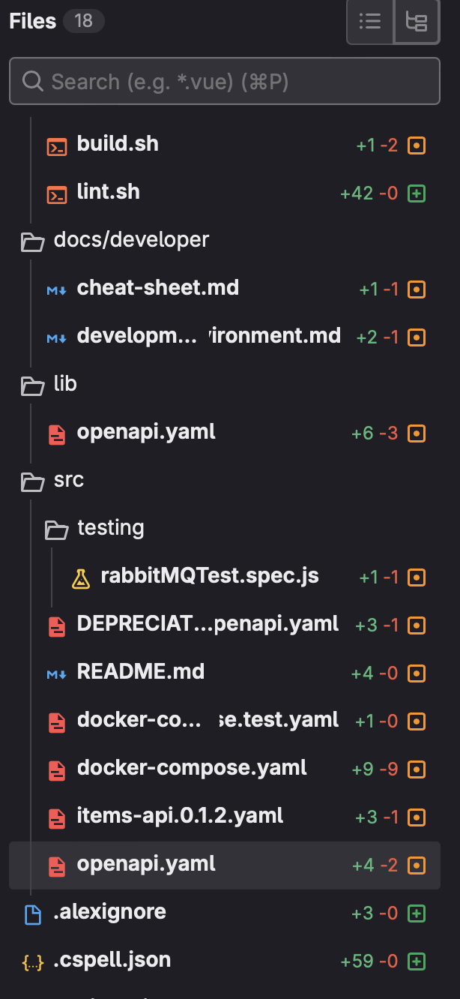 Files 18
Search (e.g. *.vue) (⌘P)
build.sh +1 -2
lint.sh +42 -0
docs/developer
cheat-sheet.md +1 -1
developm... ironment.md +2 -1
lib
openapi.yaml +6 -3
src
testing
rabbitMQTest.spec.js +1 -1
DEPRECIAT...penapi.yaml +3 -1
README.md +4 -0
docker-co... se.test.yaml +1 -0
docker-compose.yaml +9 -9
items-api.0.1.2.yaml +3 -1
openapi.yaml +4 -2
.alexignore +3 -0
.cspell.json +59 -0